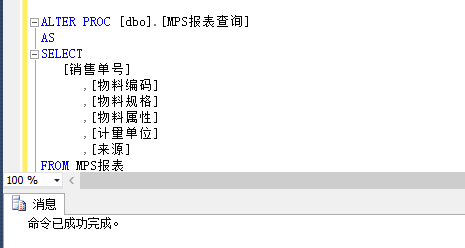 ALTER PROC [dbo].[MPS报表查询]
AS
SELECT
[销售单号]
,[物料编码]
,[物料规格]
,[物料属性]
,[计量单位]
,[来源]
FROM MPS报表
100 %
消息
命令已成功完成。